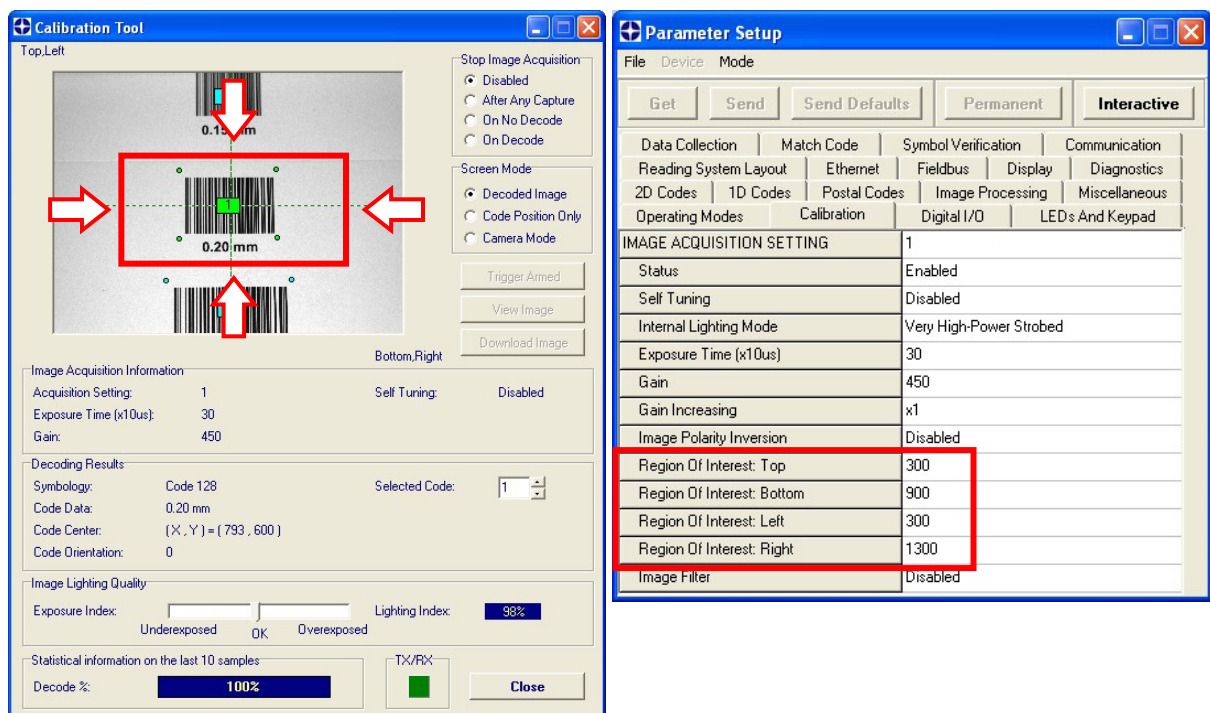 Calibration Tool
Top,Left
0.20 mm
1
Bottom,Right
Stop Image Acquisition
Disabled
After Any Capture
On No Decode
On Decode
Screen Mode
Decoded Image
Code Position Only
Camera Mode
Trigger Armed
View Image
Download Image
Image Acquisition Information
Acquisition Setting: 1 Self Tuning: Disabled
Exposure Time (x10us): 30
Gain: 450
Decoding Results
Symbology: Code 128 Selected Code: 1
Code Data: 0.20 mm
Code Center: (X , Y ) = ( 793 , 600 )
Code Orientation: 0
Image Lighting Quality
Exposure Index: Lighting Index: 98%
Underexposed OK Overexposed
Statistical information on the last 10 samples TX/RX
Decode %: 100% Close
Parameter Setup
File Device Mode
Get Send Send Defaults Permanent Interactive
Data Collection Match Code Symbol Verification Communication
Reading System Layout Ethernet Fieldbus Display Diagnostics
2D Codes 1D Codes Postal Codes Image Processing Miscellaneous
Operating Modes Calibration Digital I/O LEDs And Keypad
IMAGE ACQUISITION SETTING 1
Status Enabled
Self Tuning Disabled
Internal Lighting Mode Very High-Power Strobed
Exposure Time (x10us) 30
Gain 450
Gain Increasing x1
Image Polarity Inversion Disabled
Region Of Interest: Top 300
Region Of Interest: Bottom 900
Region Of Interest: Left 300
Region Of Interest: Right 1300
Image Filter Disabled